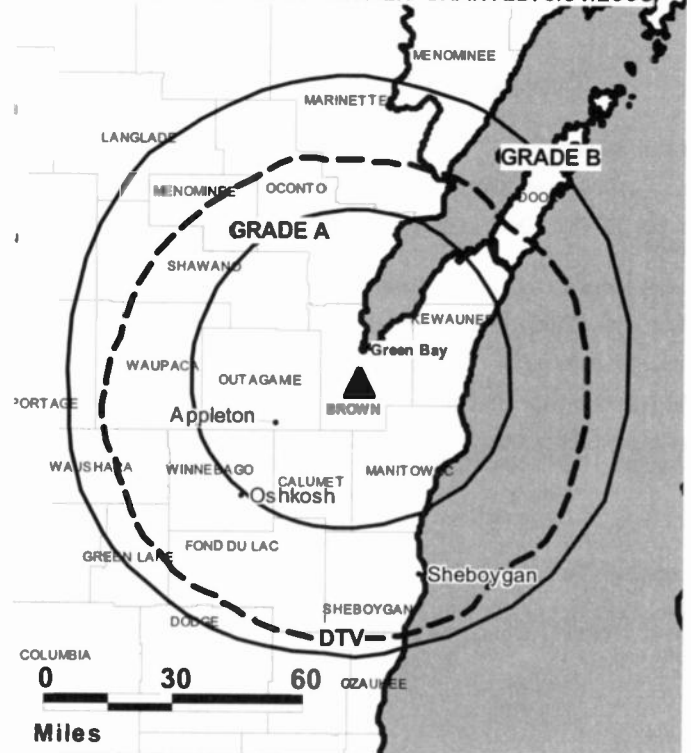 MENOMINEE
MARINETTE
LANGLADE
GRADE B
MENOMINEE
OCONTO
DOOR
GRADE A
SHAWANO
KEWAUNEE
Green Bay
WAUPACA
OUTAGAMIE
BROWN
PORTAGE
Appleton
WAUSHARA
WINNEBAGO
CALUMET
MANITOWOC
Oshkosh
FOND DU LAC
GREEN LAKE
Sheboygan
SHEBOYGAN
DODGE
DTV
COLUMBIA
0 30 60
OZAUKEE
Miles